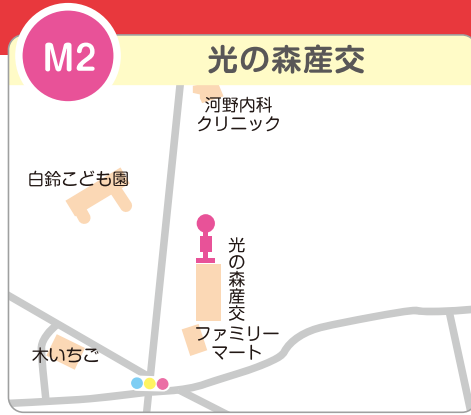 M2
光の森産交
河野内科
クリニック
白鈴こども園
光の森産交
ファミリー
マート
木いちご